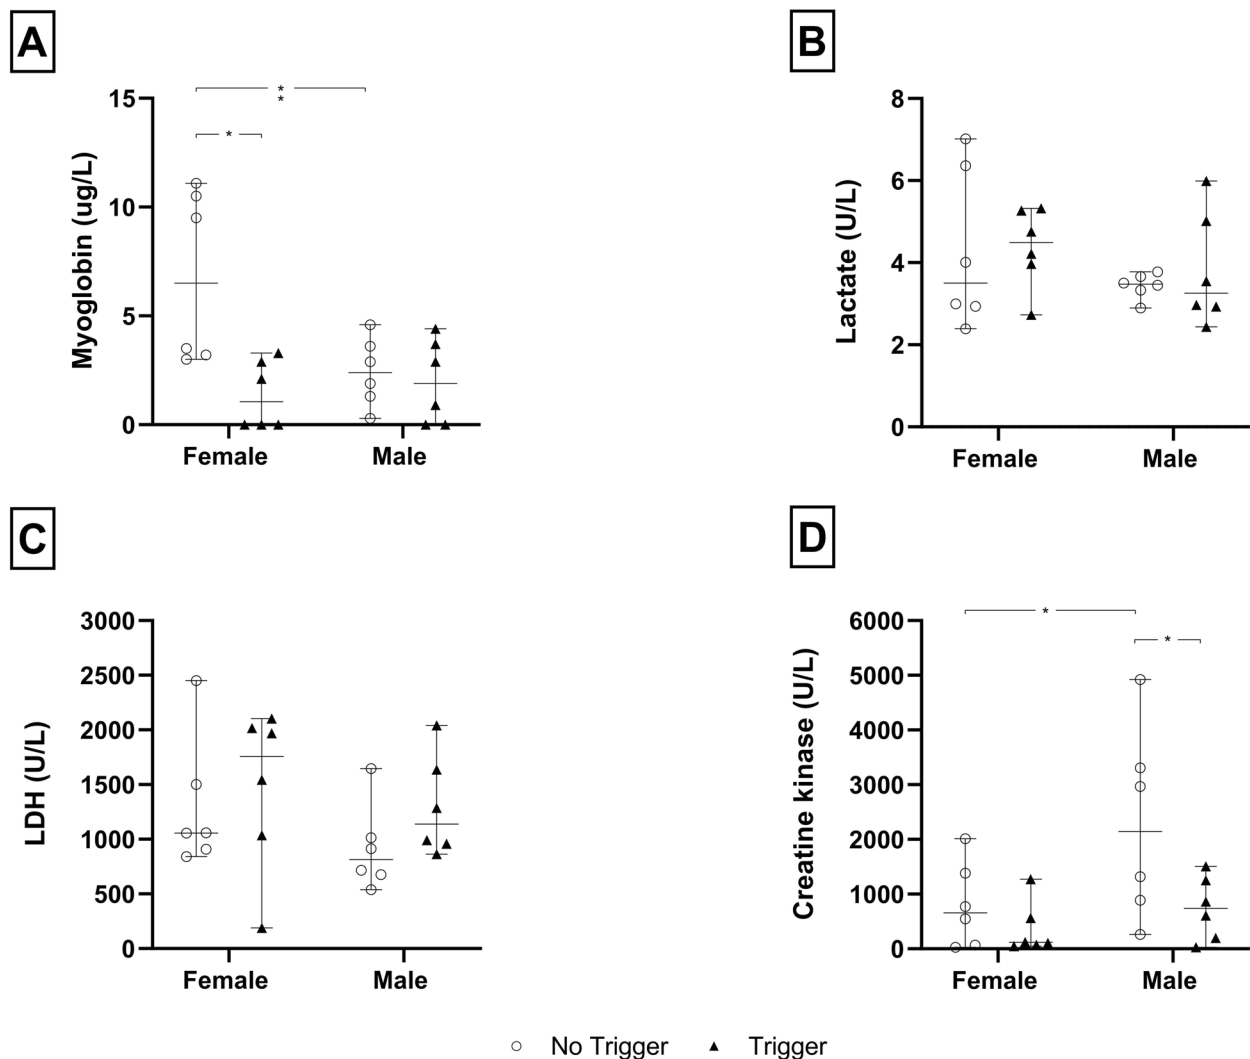 A
Myoglobin (ug/L)
15
10
5
0
*
*
*
Female
Male
B
Lactate (U/L)
8
6
4
2
0
Female
Male
C
LDH (U/L)
3000
2500
2000
1500
1000
500
0
Female
Male
D
Creatine kinase (U/L)
6000
5000
4000
3000
2000
1000
0
*
*
Female
Male
No Trigger
Trigger